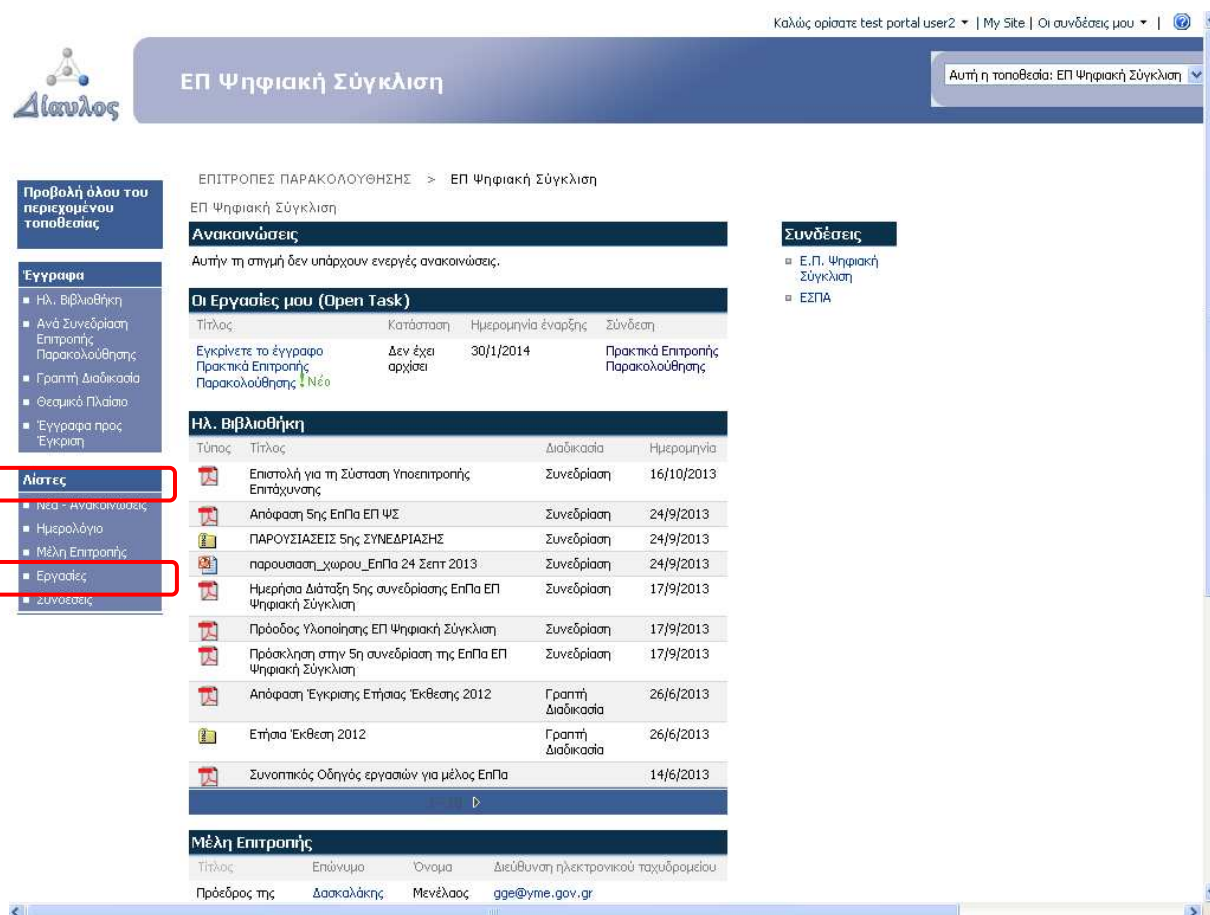 Καλώς ορίσατε test portal user2 | My Site | Οι συνδέσεις μου |
Δίαυλος
ΕΠ Ψηφιακή Σύγκλιση
Αυτή η τοποθεσία: ΕΠ Ψηφιακή Σύγκλιση
Προβολή όλου του
περιεχομένου
τοποθεσίας
Έγγραφα
Ηλ. Βιβλιοθήκη
Ανά Συνεδρίαση
Επιτροπής
Παρακολούθησης
Γραπτή Διαδικασία
Θεσμικό Πλαίσιο
Έγγραφα προς
Έγκριση
Λίστες
Νέα - Ανακοινώσεις
Ημερολόγιο
Μέλη Επιτροπής
Εργασίες
Συνδέσεις
ΕΠΙΤΡΟΠΕΣ ΠΑΡΑΚΟΛΟΥΘΗΣΗΣ > ΕΠ Ψηφιακή Σύγκλιση
ΕΠ Ψηφιακή Σύγκλιση
Ανακοινώσεις
Αυτήν τη στιγμή δεν υπάρχουν ενεργές ανακοινώσεις.
Οι Εργασίες μου (Open Task)
Τίτλος Κατάσταση Ημερομηνία έναρξης Σύνδεση
Εγκρίνετε το έγγραφο Δεν έχει 30/1/2014 Πρακτικά Επιτροπής
Πρακτικά Επιτροπής αρχίσει Παρακολούθησης
Παρακολούθησης ! Νέο
Ηλ. Βιβλιοθήκη
Τύπος Τίτλος Διαδικασία Ημερομηνία
Επιστολή για τη Σύσταση Υποεπιτροπής Συνεδρίαση 16/10/2013
Επιτάχυνσης
Απόφαση 5ης ΕπΠα ΕΠ ΨΣ Συνεδρίαση 24/9/2013
ΠΑΡΟΥΣΙΑΣΕΙΣ 5ης ΣΥΝΕΔΡΙΑΣΗΣ Συνεδρίαση 24/9/2013
παρουσιαση_χωρου_ΕπΠα 24 Σεπτ 2013 Συνεδρίαση 24/9/2013
Ημερήσια Διάταξη 5ης συνεδρίασης ΕπΠα ΕΠ Συνεδρίαση 17/9/2013
Ψηφιακή Σύγκλιση
Πρόοδος Υλοποίησης ΕΠ Ψηφιακή Σύγκλιση Συνεδρίαση 17/9/2013
Πρόσκληση στην 5η συνεδρίαση της ΕπΠα ΕΠ Συνεδρίαση 17/9/2013
Ψηφιακή Σύγκλιση
Απόφαση Έγκρισης Ετήσιας Έκθεσης 2012 Γραπτή 26/6/2013
Διαδικασία
Ετήσια Έκθεση 2012 Γραπτή 26/6/2013
Διαδικασία
Συνοπτικός Οδηγός εργασιών για μέλος ΕπΠα 14/6/2013
Μέλη Επιτροπής
Τίτλος Επώνυμο Όνομα Διεύθυνση ηλεκτρονικού ταχυδρομείου
Πρόεδρος της Δασκαλάκης Μενέλαος gge@yme.gov.gr
Συνδέσεις
Ε.Π. Ψηφιακή
Σύγκλιση
ΕΣΠΑ